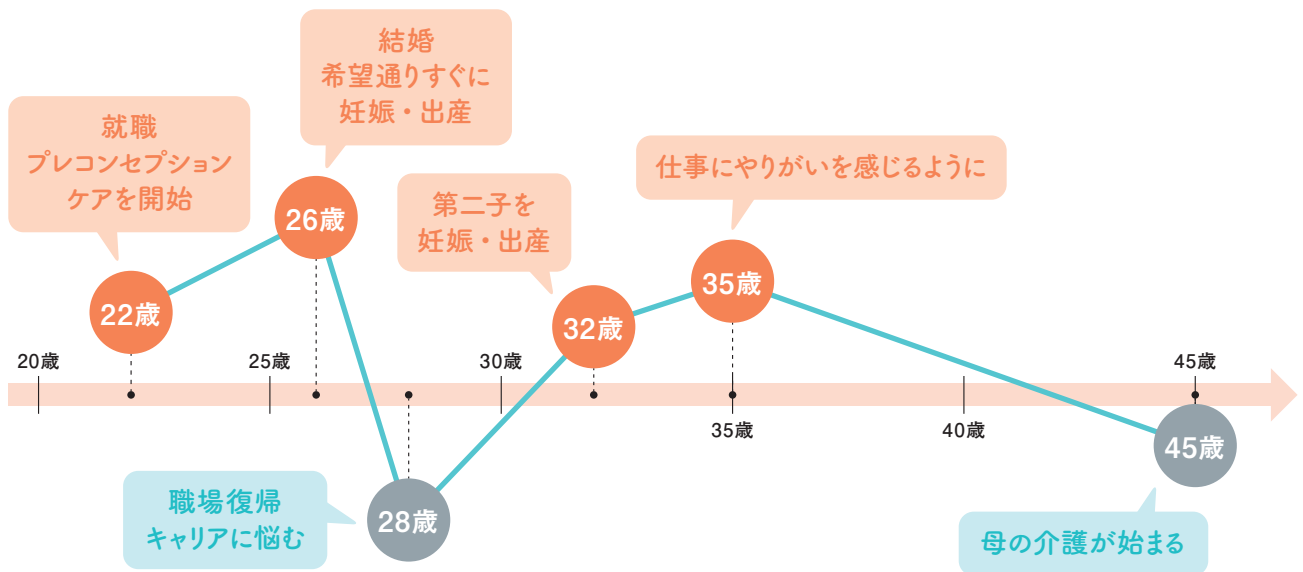 就職
プレコンセプション
ケアを開始
22歳
結婚
希望通りすぐに
妊娠・出産
26歳
職場復帰
キャリアに悩む
28歳
第二子を
妊娠・出産
32歳
仕事にやりがいを感じるように
35歳
母の介護が始まる
45歳
20歳
25歳
30歳
35歳
40歳
45歳